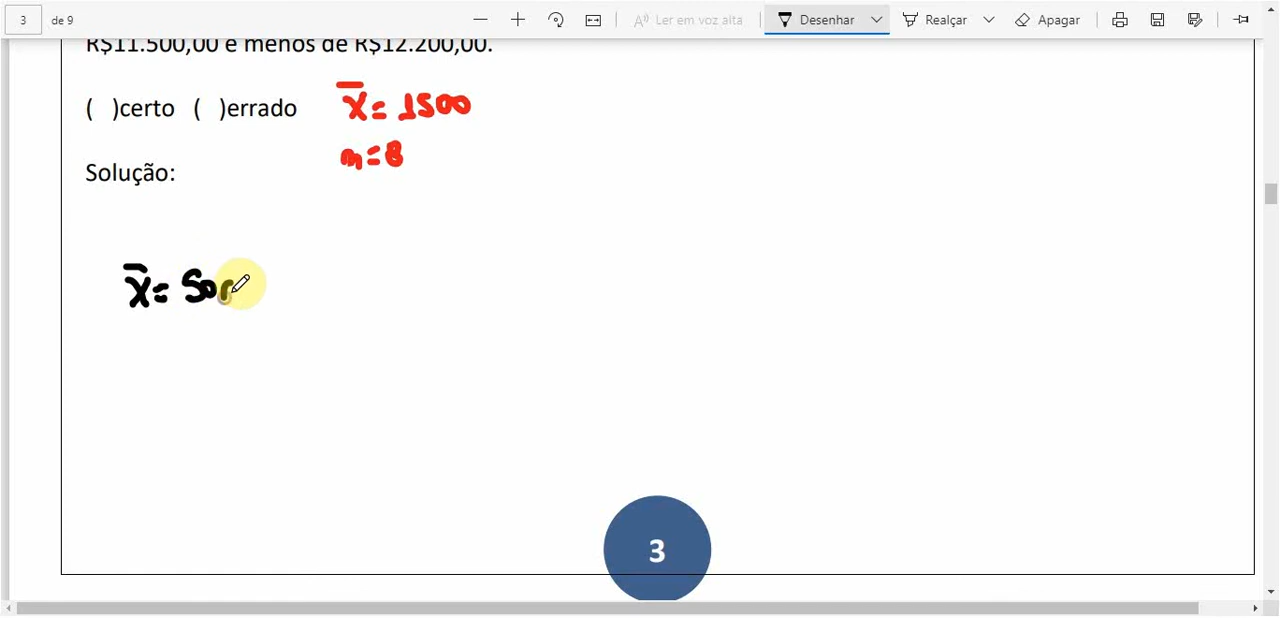 3 de 9 Ler em voz alta Desenhar Realçar Apagar
R$11.500,00 e menos de R$12.200,00.
( )certo ( )errado x̄= 1500
n=8
Solução:
x̄= Som
3